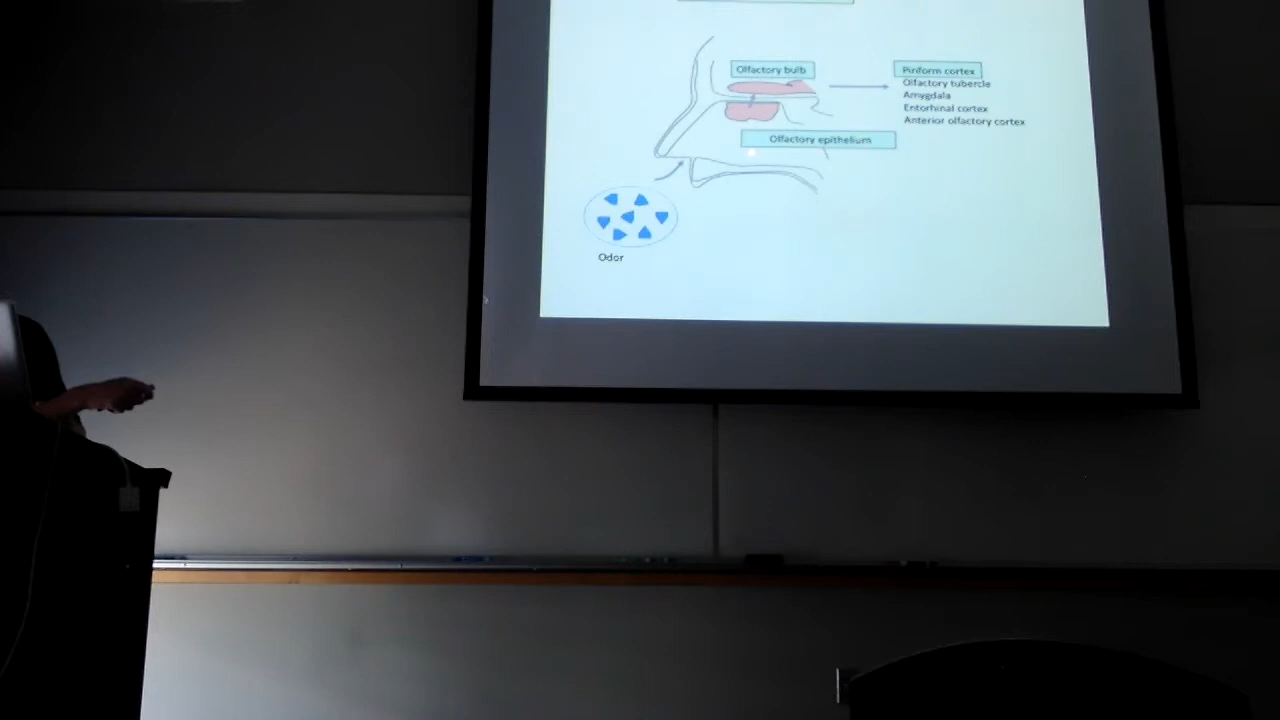 Olfactory bulb
Piriform cortex
Olfactory tubercle
Amygdala
Entorhinal cortex
Anterior olfactory cortex
Olfactory epithelium
Odor